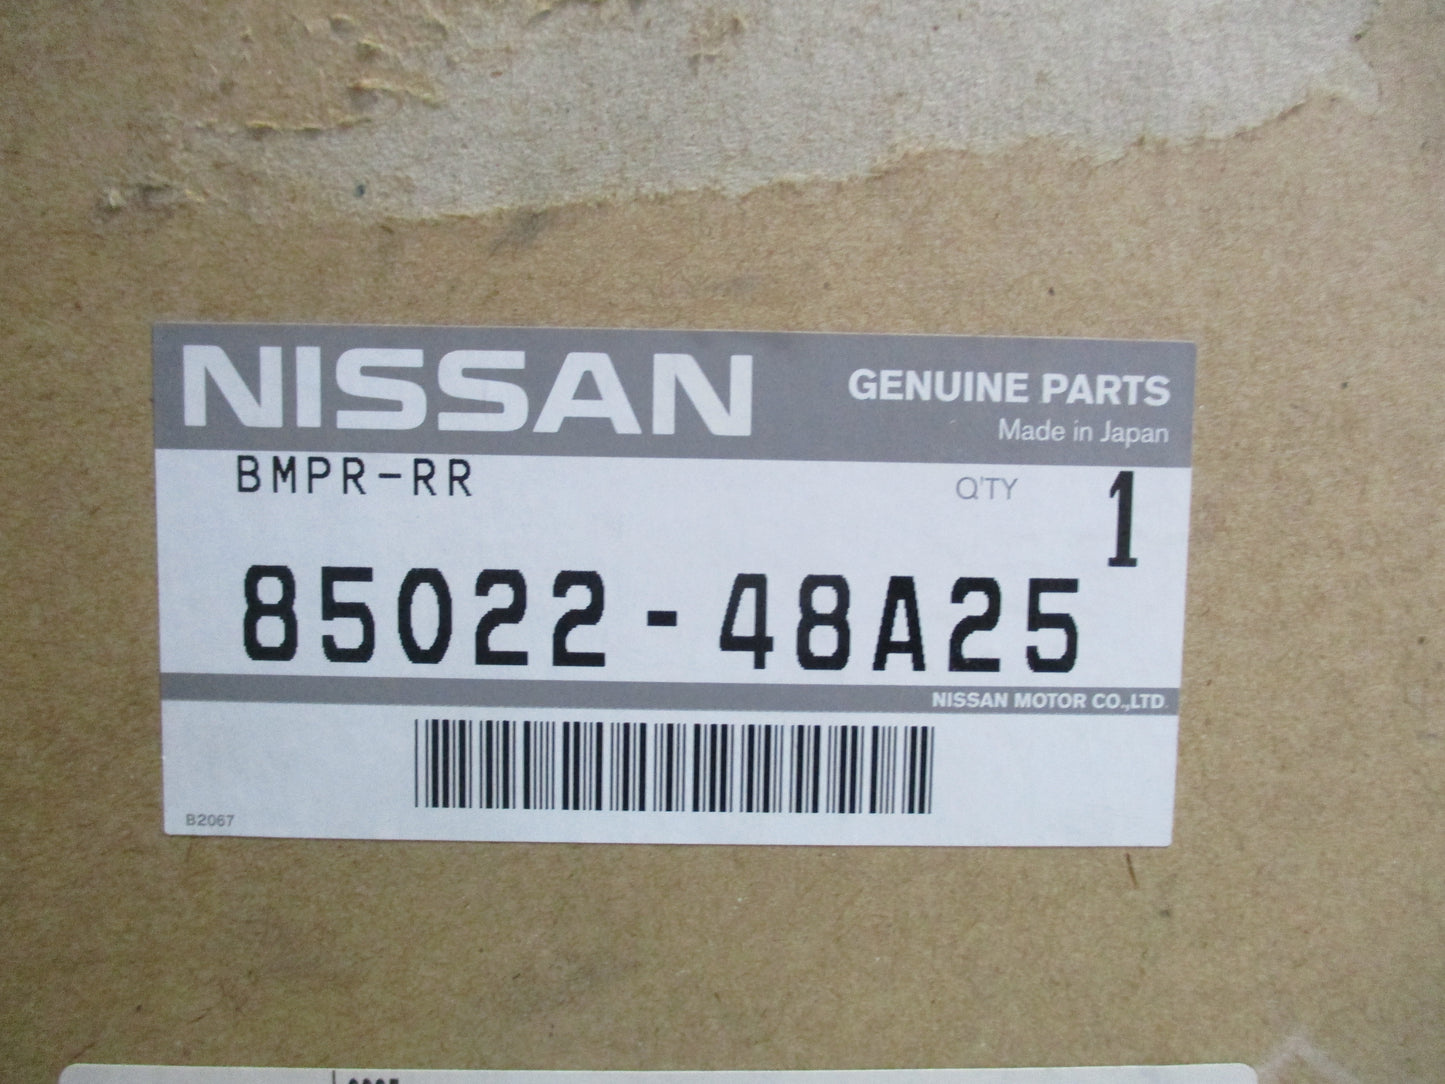 NISSAN
GENUINE PARTS
Made in Japan
BMPR-RR
Q'TY 1
85022-48A25
NISSAN MOTOR CO.,LTD.
B2067